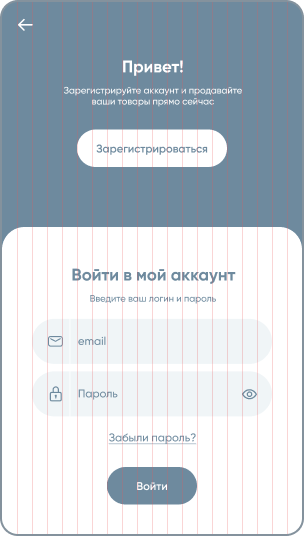 Привет!
Зарегистрируйте аккаунт и продавайте
ваши товары прямо сейчас
Зарегистрироваться
Войти в мой аккаунт
Введите ваш логин и пароль
email
Пароль
Забыли пароль?
Войти